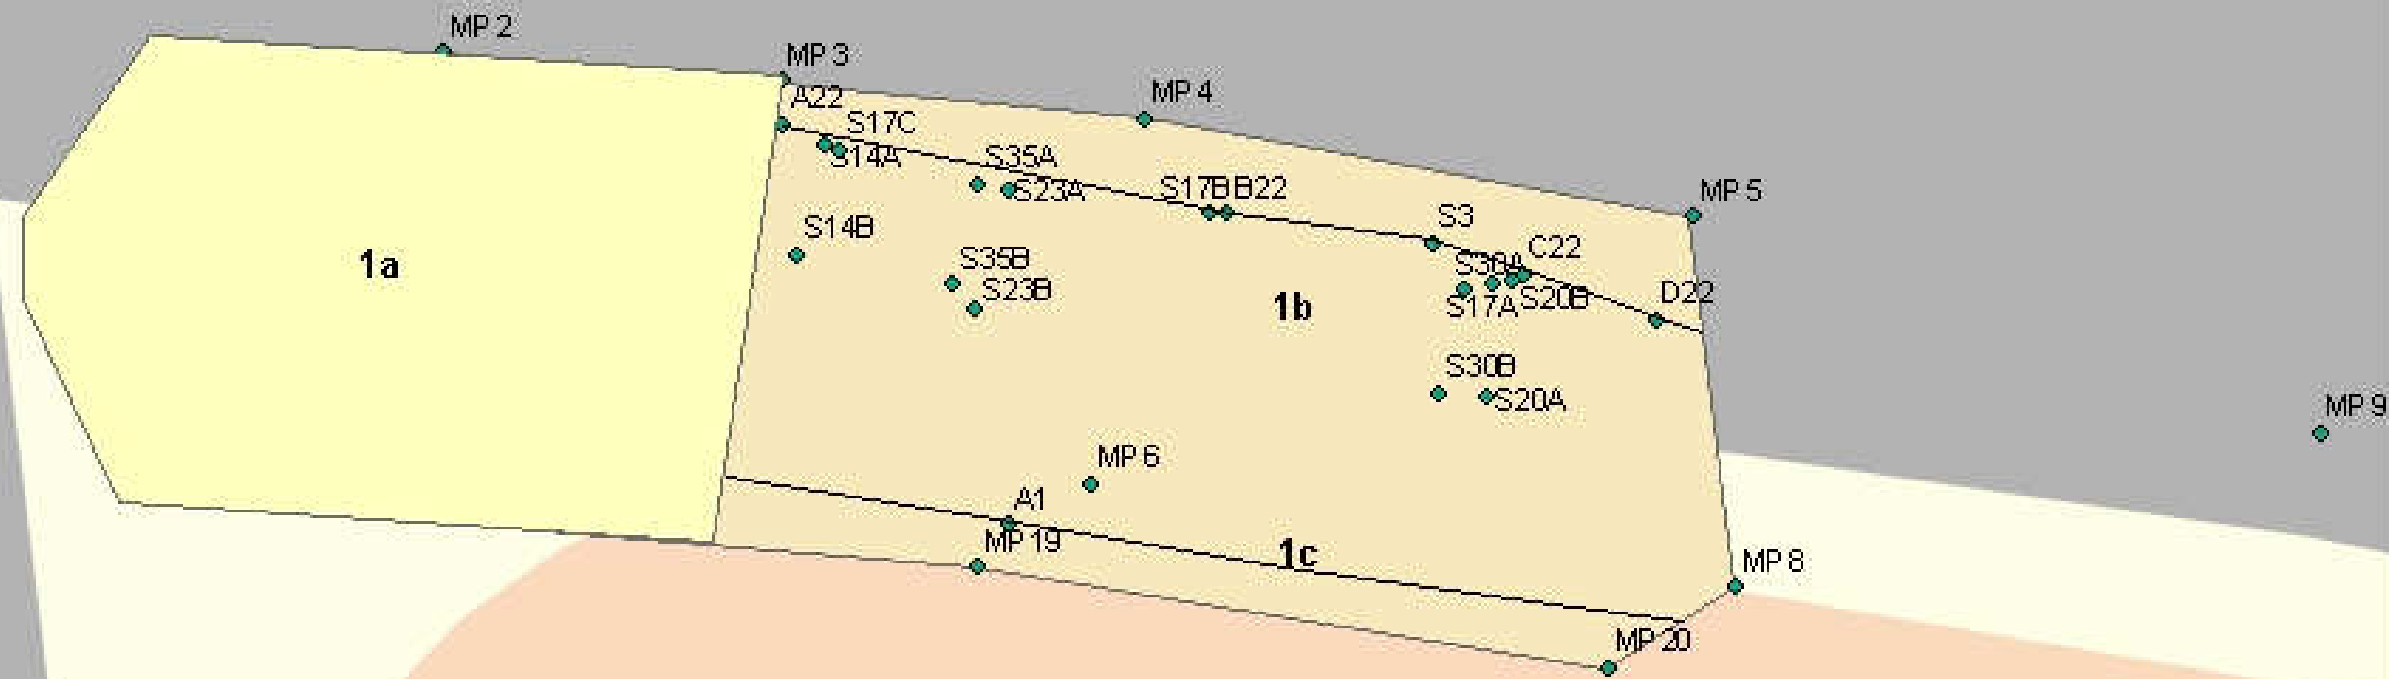 MP 2
MP 3
MP 4
A22
S17C
S14A
S35A
S23A
S17B B22
MP 5
S14B
S3
C22
S30A
S35B
1a
S23B
S20B
D22
S17A
1b
S30B
S20A
MP 9
MP 6
A1
MP 19
1c
MP 8
MP 20